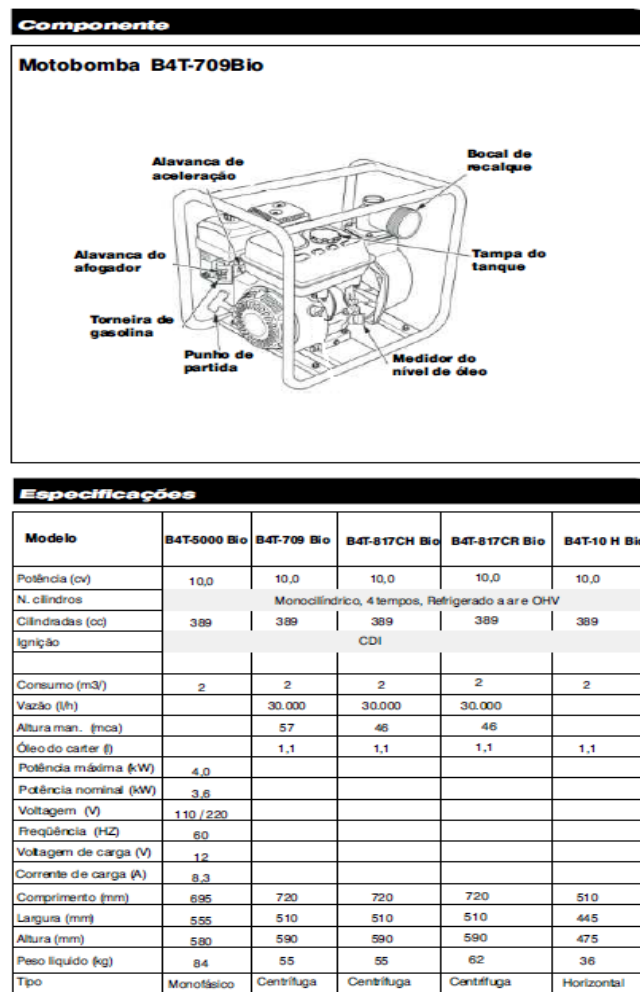 Componente
Motobomba B4T-709Bio
Alavanca de
aceleração
Bocal de
recalque
Alavanca do
afogador
Tampa do
tanque
Torneira de
gasolina
Punho de
partida
Medidor do
nível de óleo
Especificações
Modelo B4T-5000 Bio B4T-709 Bio B4T-817CH Bio B4T-817CR Bio B4T-10 H Bio
Potência (cv) 10,0 10,0 10,0 10,0 10,0
N. cilindros Monocilíndrico, 4 tempos, Refrigerado a ar e OHV
Cilindradas (cc) 389 389 389 389 389
Ignição CDI
Consumo (m3/) 2 2 2 2 2
Vazão (l/h) 30.000 30.000 30.000
Altura man. (mca) 57 46 46
Óleo do carter (l) 1,1 1,1 1,1 1,1
Potência máxima (kW) 4,0
Potência nominal (kW) 3,6
Voltagem (V) 110 / 220
Freqüência (HZ) 60
Voltagem de carga (V) 12
Corrente de carga (A) 8,3
Comprimento (mm) 695 720 720 720 510
Largura (mm) 555 510 510 510 445
Altura (mm) 580 590 590 590 475
Peso liquido (kg) 84 55 55 62 36
Tipo Monofásico Centrífuga Centrífuga Centrífuga Horizontal